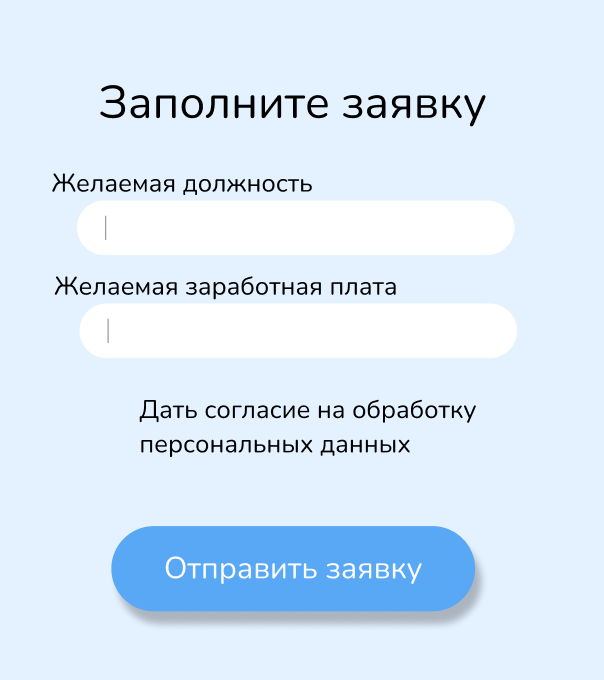 Заполните заявку
Желаемая должность
Желаемая заработная плата
Дать согласие на обработку
персональных данных
Отправить заявку